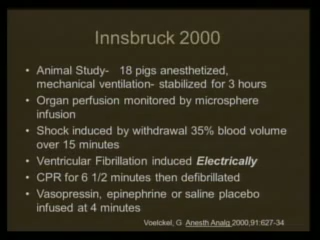 Innsbruck 2000
• Animal Study- 18 pigs anesthetized,
mechanical ventilation- stabilized for 3 hours
• Organ perfusion monitored by microsphere
infusion
• Shock induced by withdrawal 35% blood volume
over 15 minutes
• Ventricular Fibrillation induced Electrically
• CPR for 6 1/2 minutes then defibrillated
• Vasopressin, epinephrine or saline placebo
infused at 4 minutes
Voelckel, G Anesth Analg 2000;91:627-34